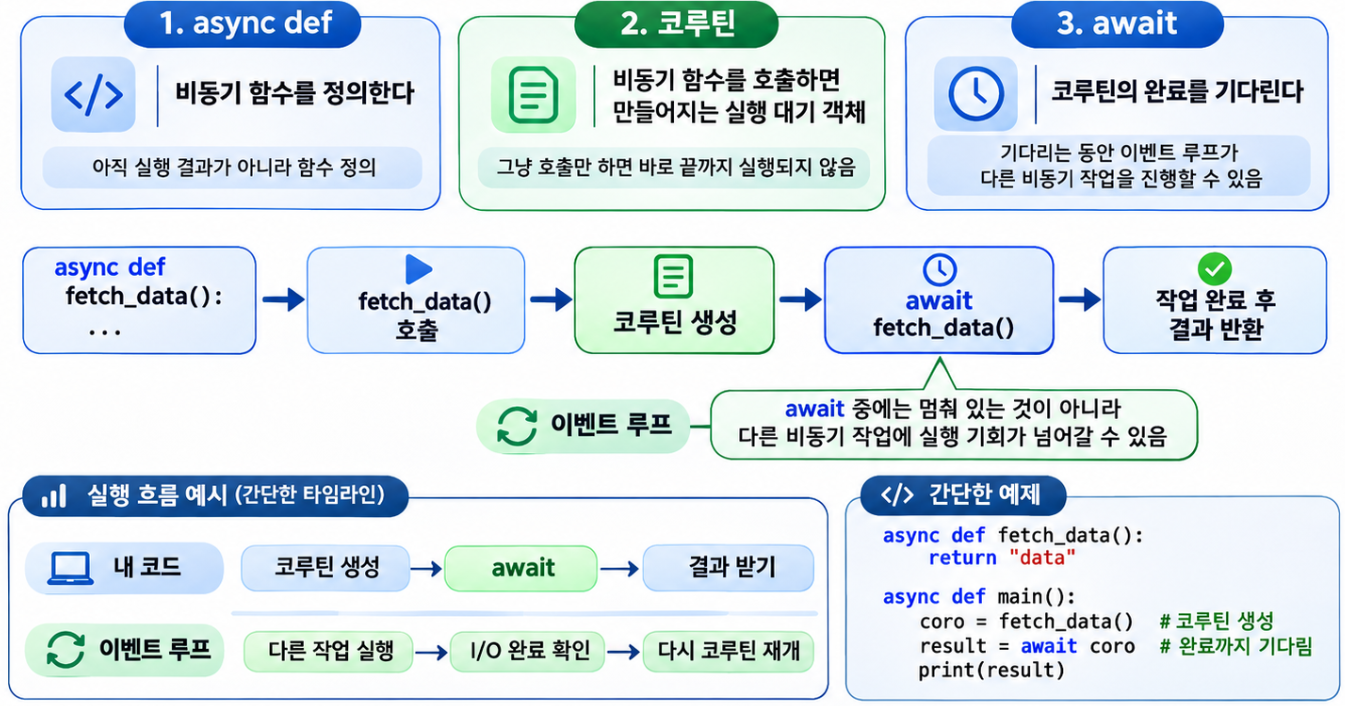 1. async def
비동기 함수를 정의한다
아직 실행 결과가 아니라 함수 정의
2. 코루틴
비동기 함수를 호출하면
만들어지는 실행 대기 객체
그냥 호출만 하면 바로 끝까지 실행되지 않음
3. await
코루틴의 완료를 기다린다
기다리는 동안 이벤트 루프가
다른 비동기 작업을 진행할 수 있음
async def
fetch_data():
...
fetch_data()
호출
코루틴 생성
await
fetch_data()
작업 완료 후
결과 반환
이벤트 루프
await 중에는 멈춰 있는 것이 아니라
다른 비동기 작업에 실행 기회가 넘어갈 수 있음
실행 흐름 예시 (간단한 타임라인)
내 코드
코루틴 생성
await
결과 받기
이벤트 루프
다른 작업 실행
I/O 완료 확인
다시 코루틴 재개
</> 간단한 예제
async def fetch_data():
return "data"
async def main():
coro = fetch_data() # 코루틴 생성
result = await coro # 완료까지 기다림
print(result)